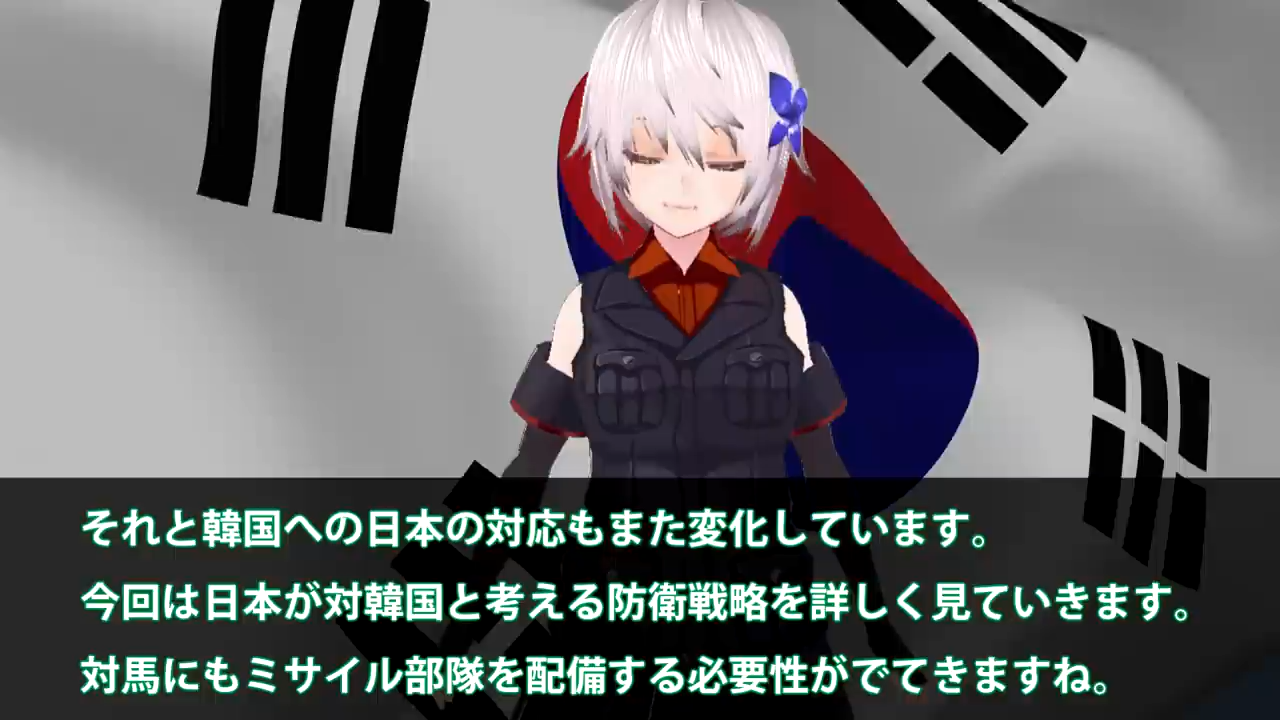 それと韓国への日本の対応もまた変化しています。
今回は日本が対韓国と考える防衛戦略を詳しく見ていきます。
対馬にもミサイル部隊を配備する必要性がでてきますね。